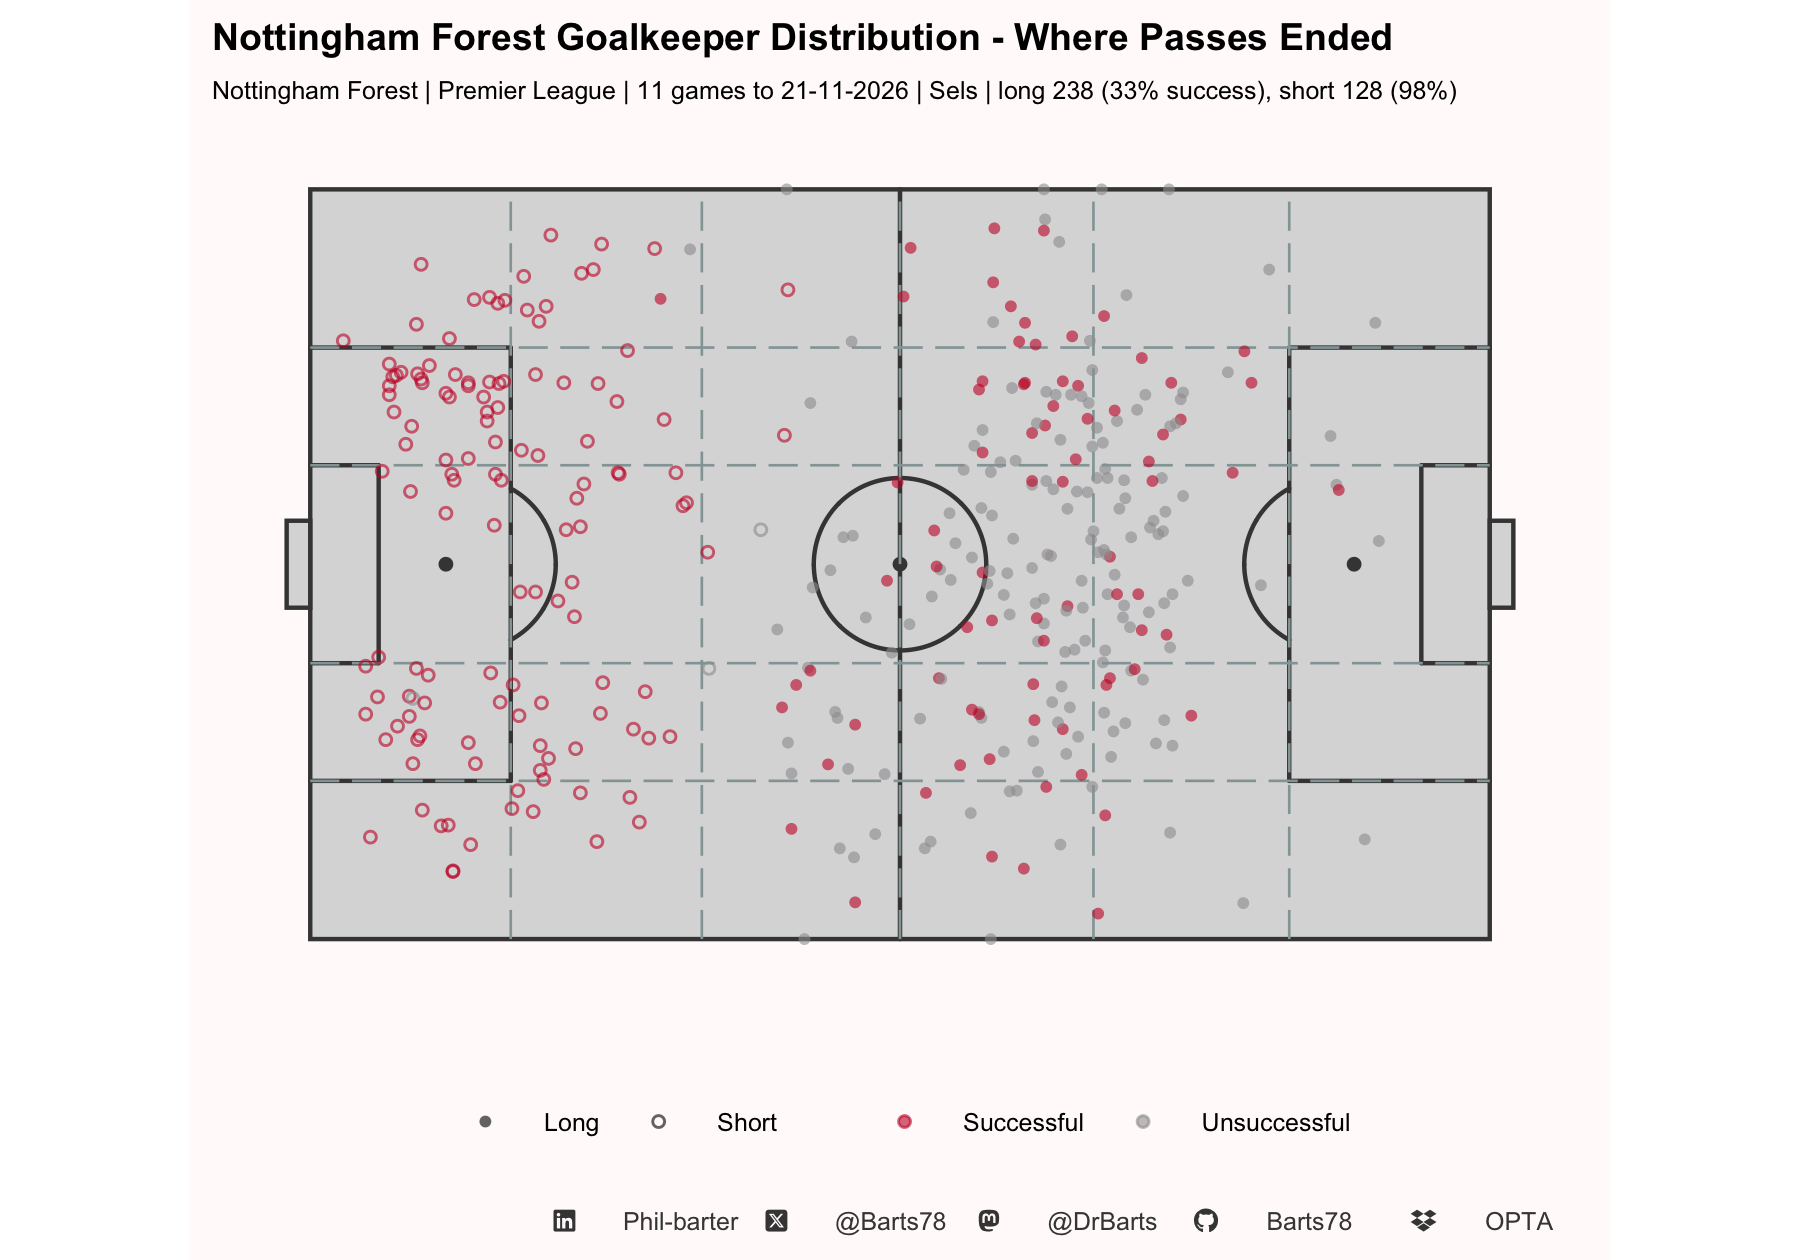 Nottingham Forest Goalkeeper Distribution - Where Passes Ended
Nottingham Forest | Premier League | 11 games to 21-11-2026 | Sels | long 238 (33% success), short 128 (98%)
Long Short Successful Unsuccessful
Phil-barter @Barts78 @DrBarts Barts78 OPTA